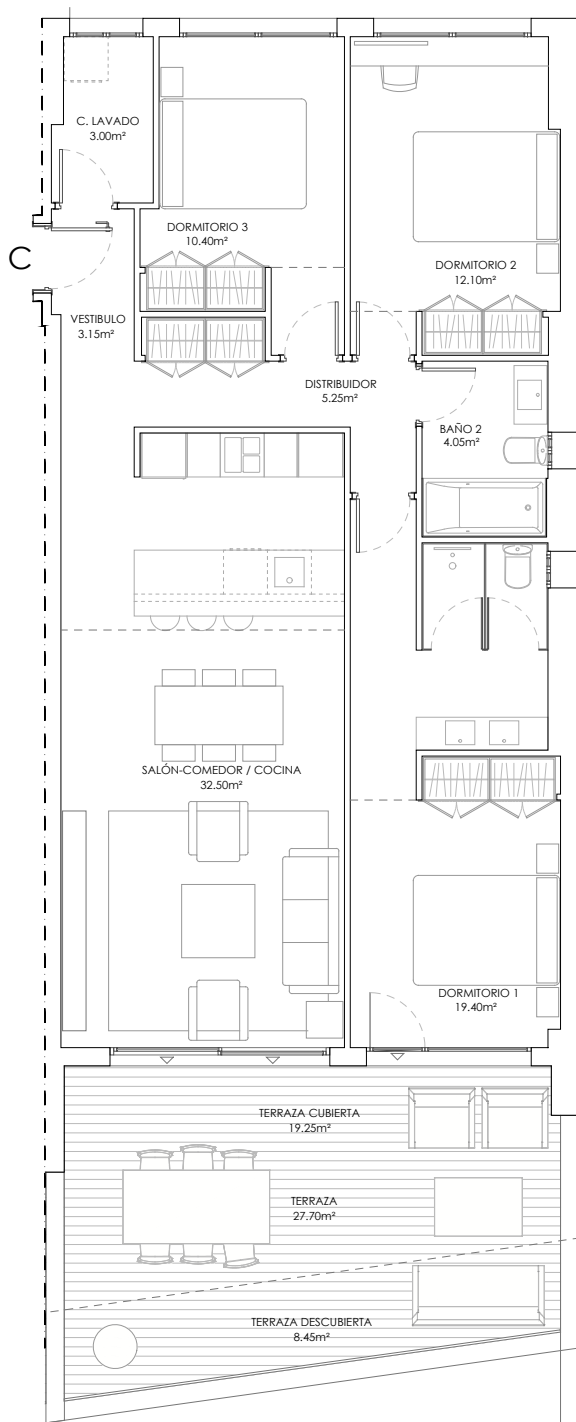 C. LAVADO
3.00m²
DORMITORIO 3
10.40m²
C
DORMITORIO 2
12.10m²
VESTIBULO
3.15m²
DISTRIBUIDOR
5.25m²
BAÑO 2
4.05m²
SALÓN-COMEDOR / COCINA
32.50m²
DORMITORIO 1
19.40m²
TERRAZA CUBIERTA
19.25m²
TERRAZA
27.70m²
TERRAZA DESCUBIERTA
8.45m²